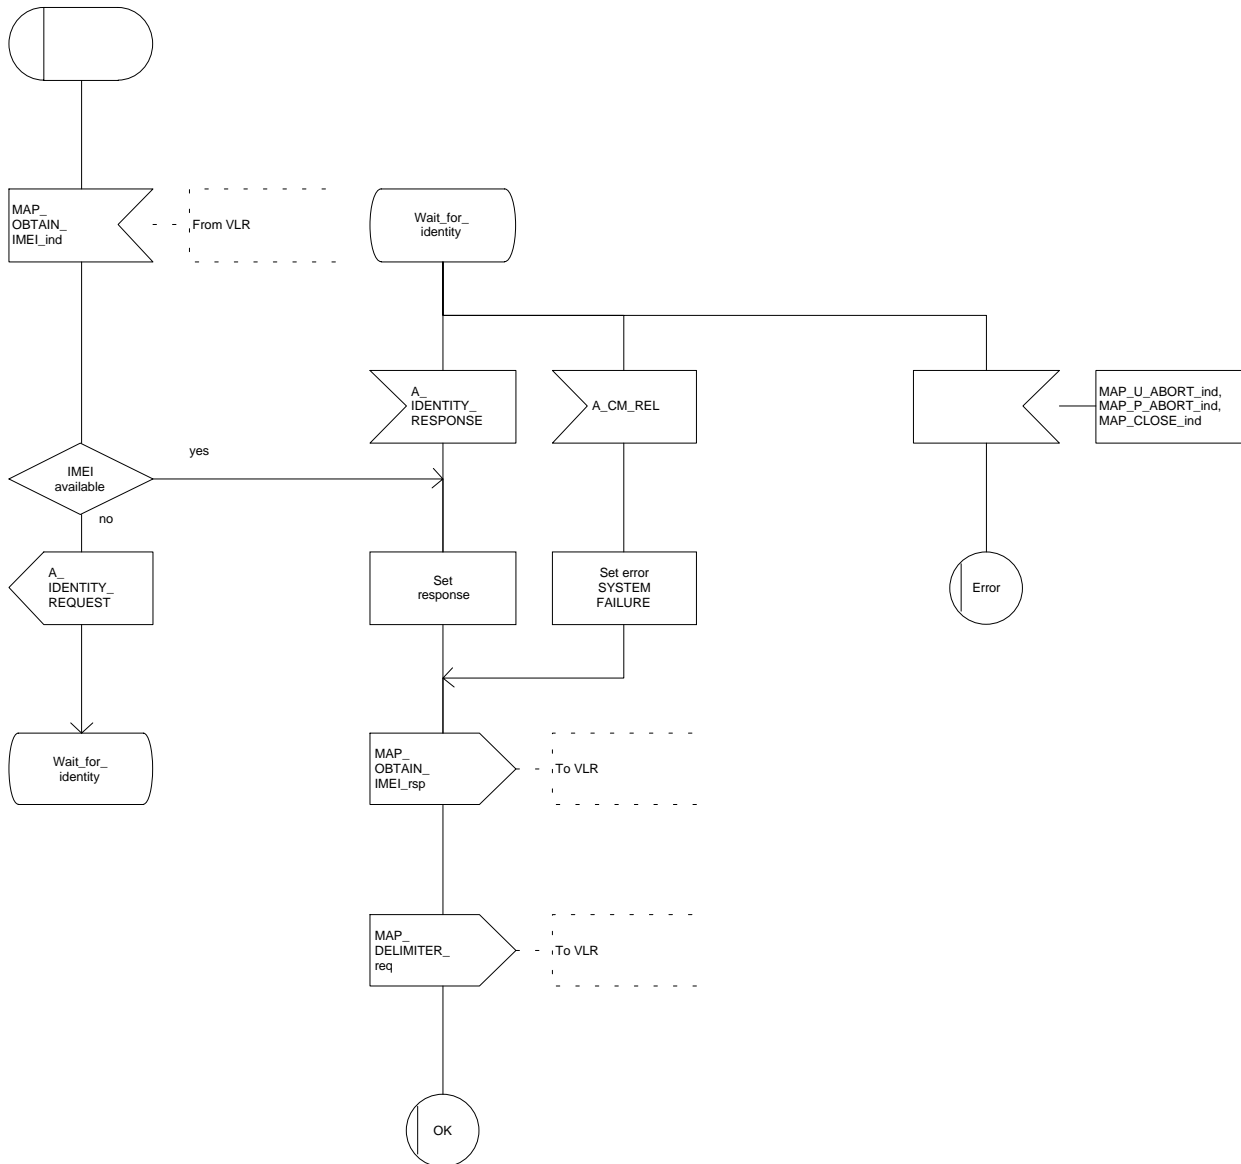 MAP_
OBTAIN_
IMEI_ind
From VLR
Wait_for_
identity
A_
IDENTITY_
RESPONSE
A_CM_REL
MAP_U_ABORT_ind,
MAP_P_ABORT_ind,
MAP_CLOSE_ind
IMEI
available
yes
no
A_
IDENTITY_
REQUEST
Set
response
Set error
SYSTEM
FAILURE
Error
Wait_for_
identity
MAP_
OBTAIN_
IMEI_rsp
To VLR
MAP_
DELIMITER_
req
To VLR
OK